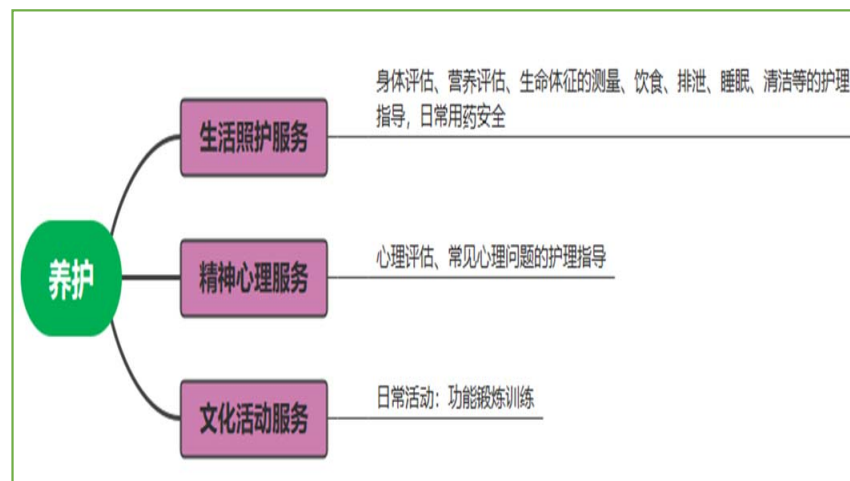 养护
生活照护服务
身体评估、营养评估、生命体征的测量、饮食、排泄、睡眠、清洁等的护理
指导，日常用药安全
精神心理服务
心理评估、常见心理问题的护理指导
文化活动服务
日常活动：功能锻炼训练